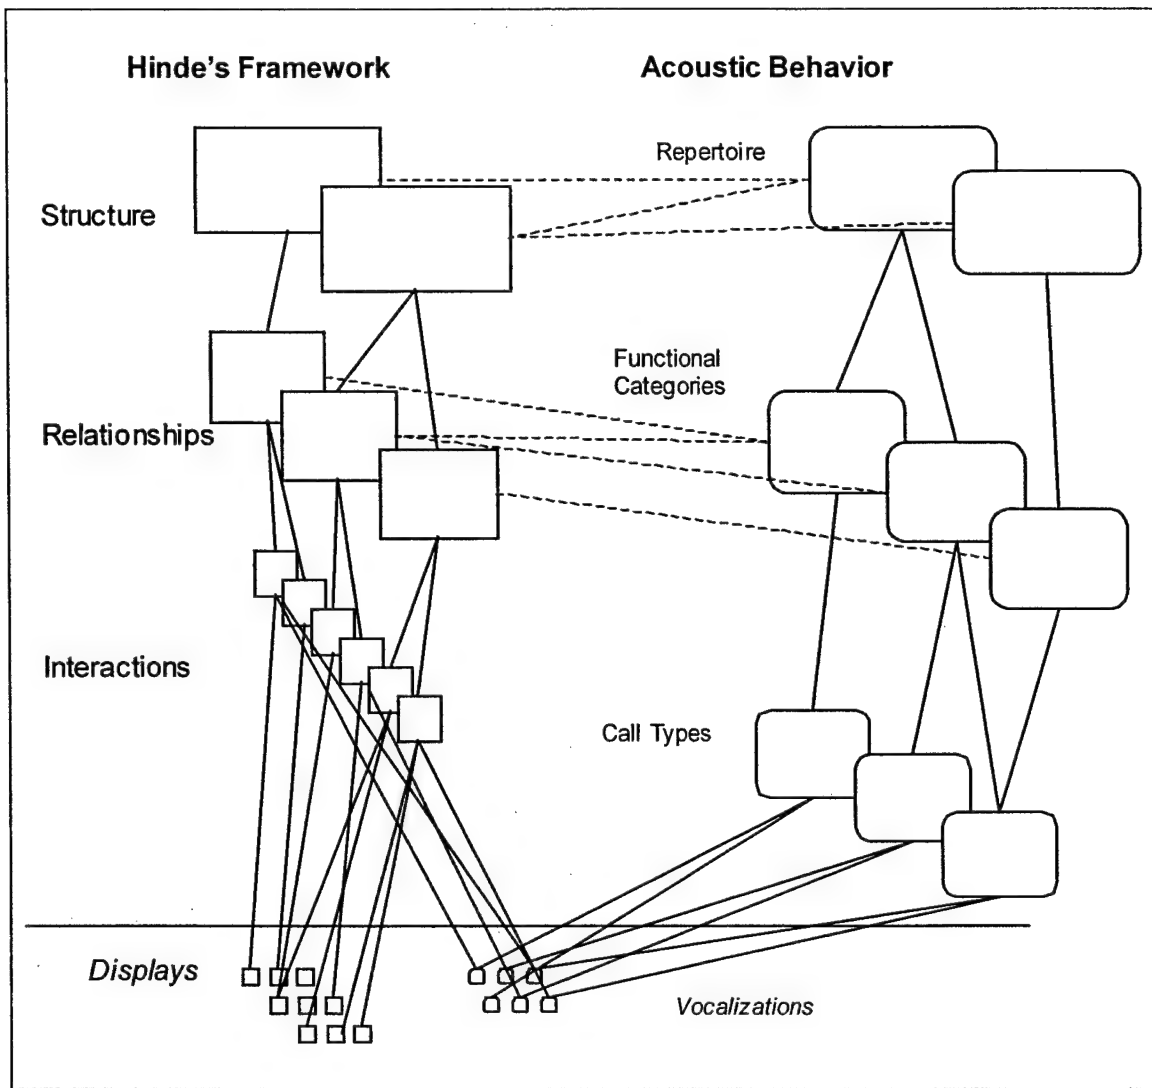 Hinde's Framework
Acoustic Behavior
Repertoire
Structure
Functional
Categories
Relationships
Interactions
Call Types
Displays
Vocalizations